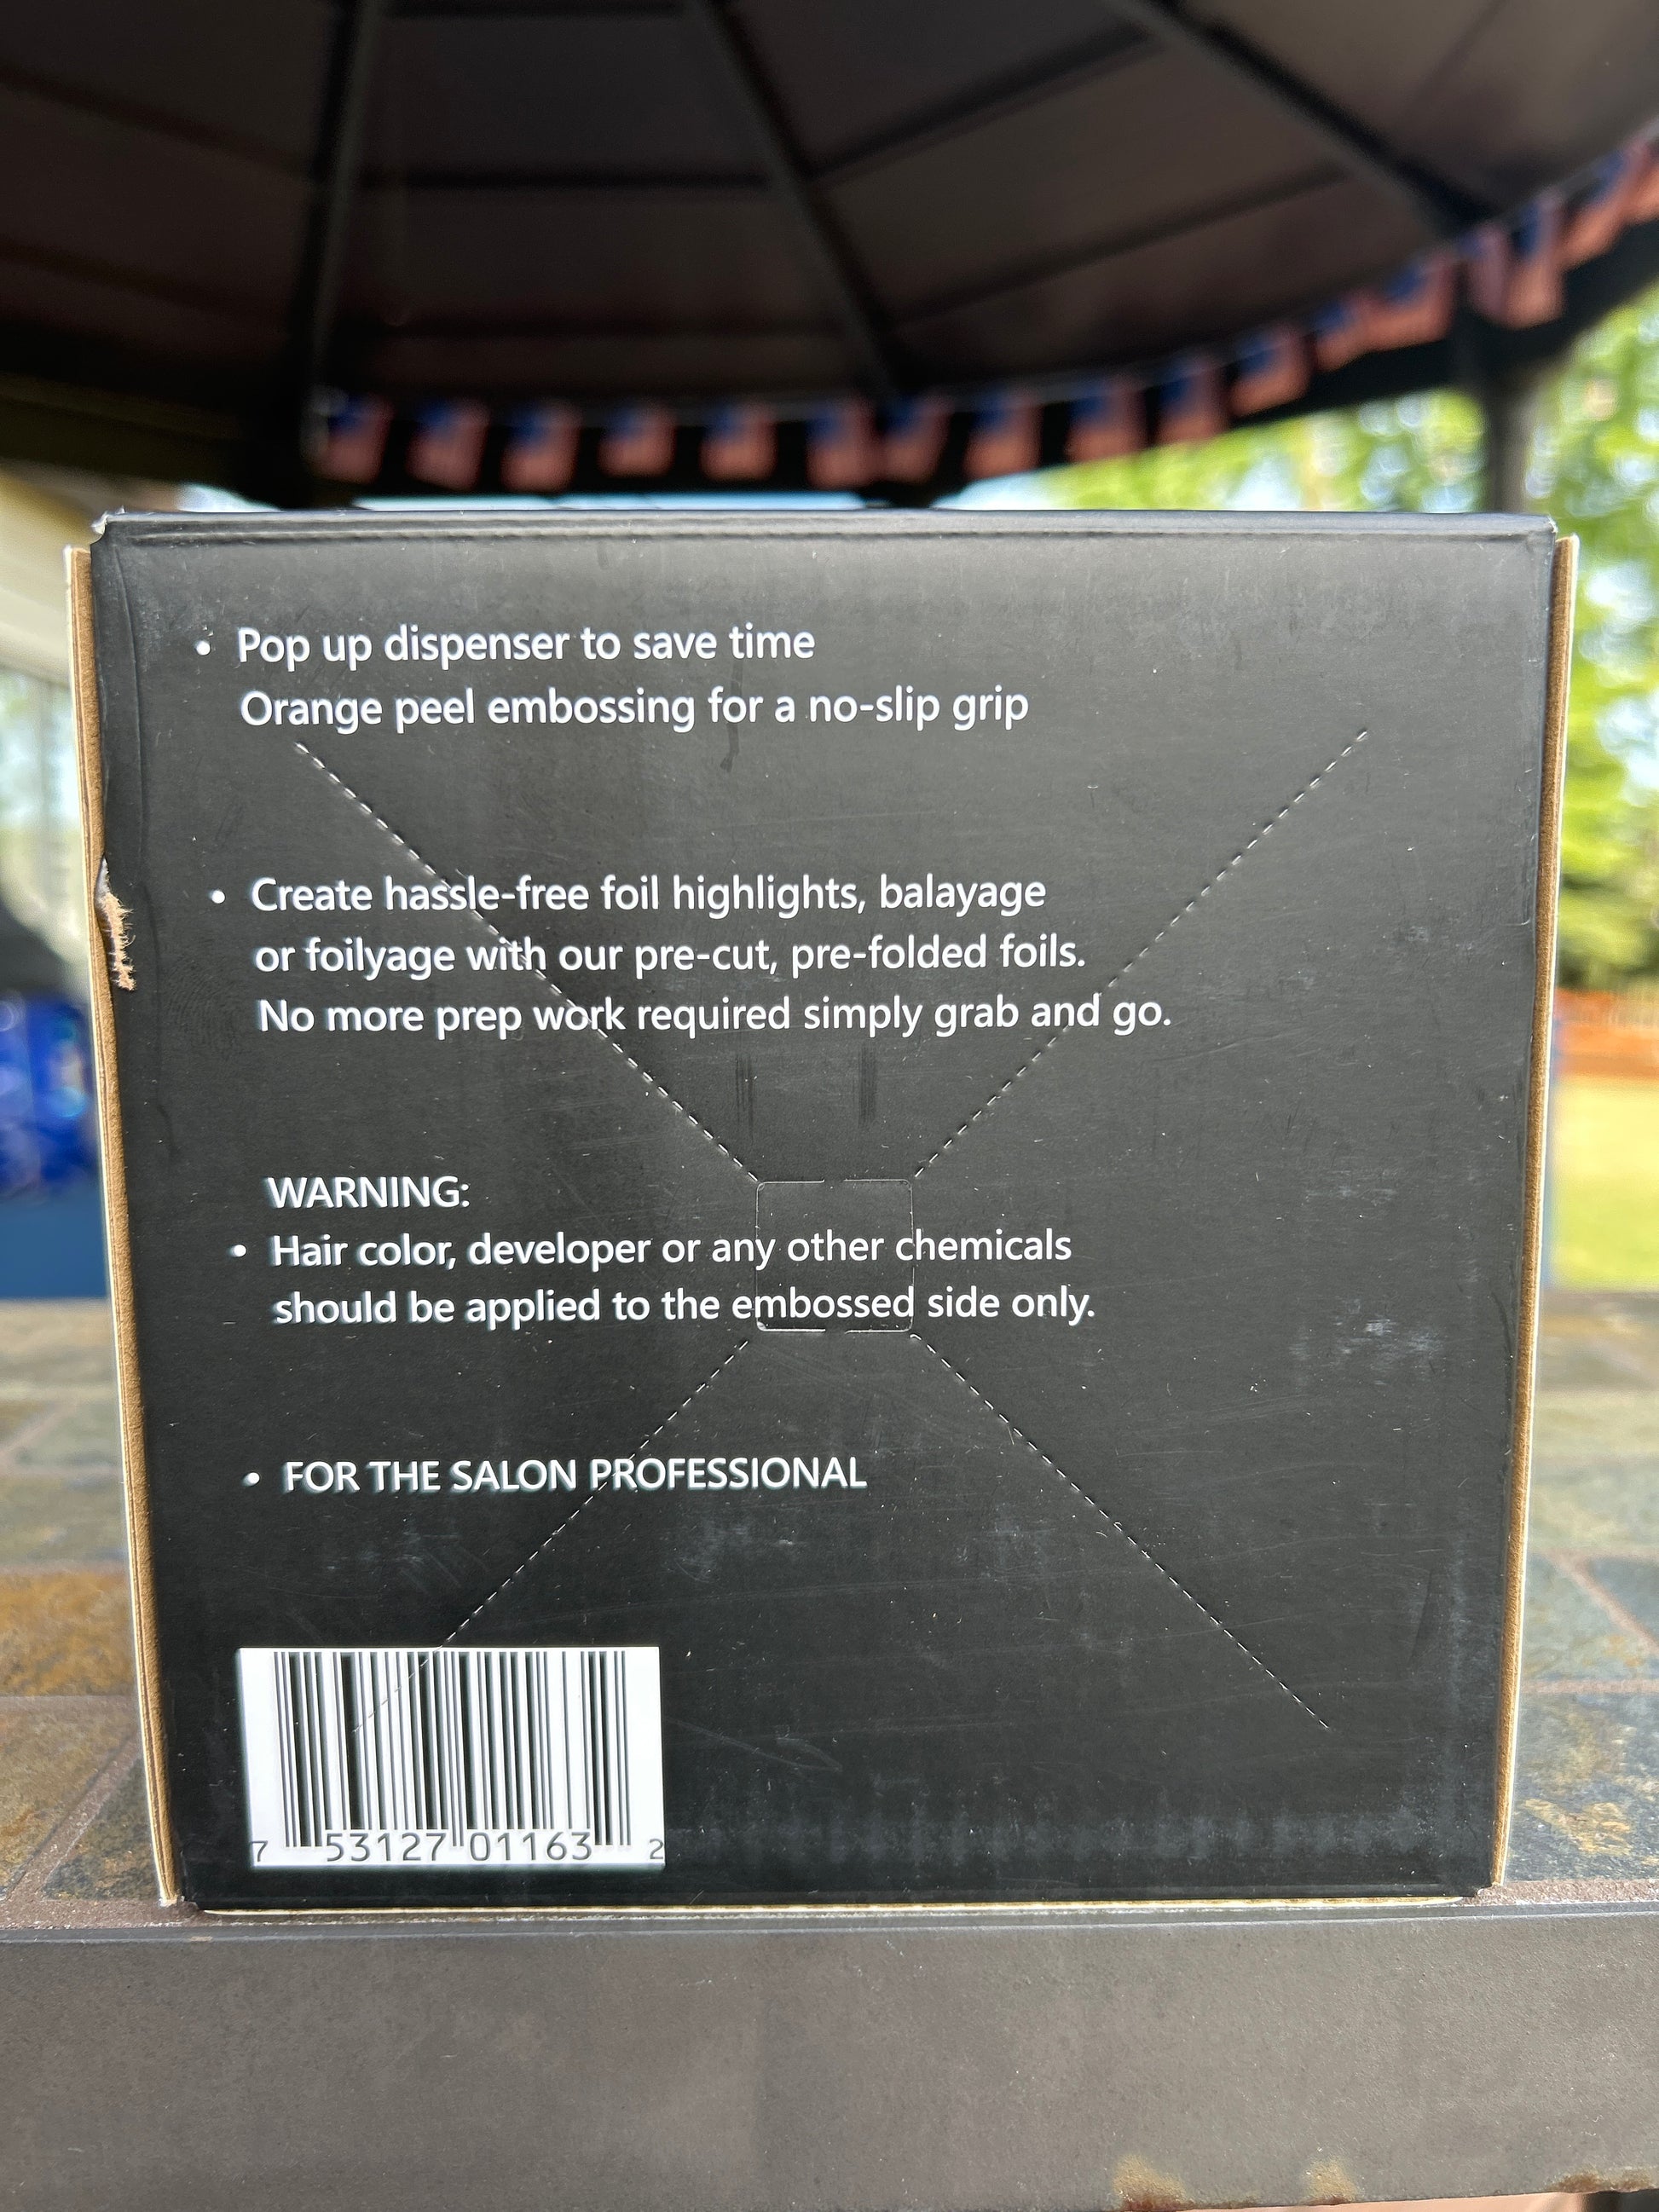 • Pop up dispenser to save time
Orange peel embossing for a no-slip grip
• Create hassle-free foil highlights, balayage
or foilyage with our pre-cut, pre-folded foils.
No more prep work required simply grab and go.
WARNING:
• Hair color, developer or any other chemicals
should be applied to the embossed side only.
• FOR THE SALON PROFESSIONAL
7 53127 01163 2